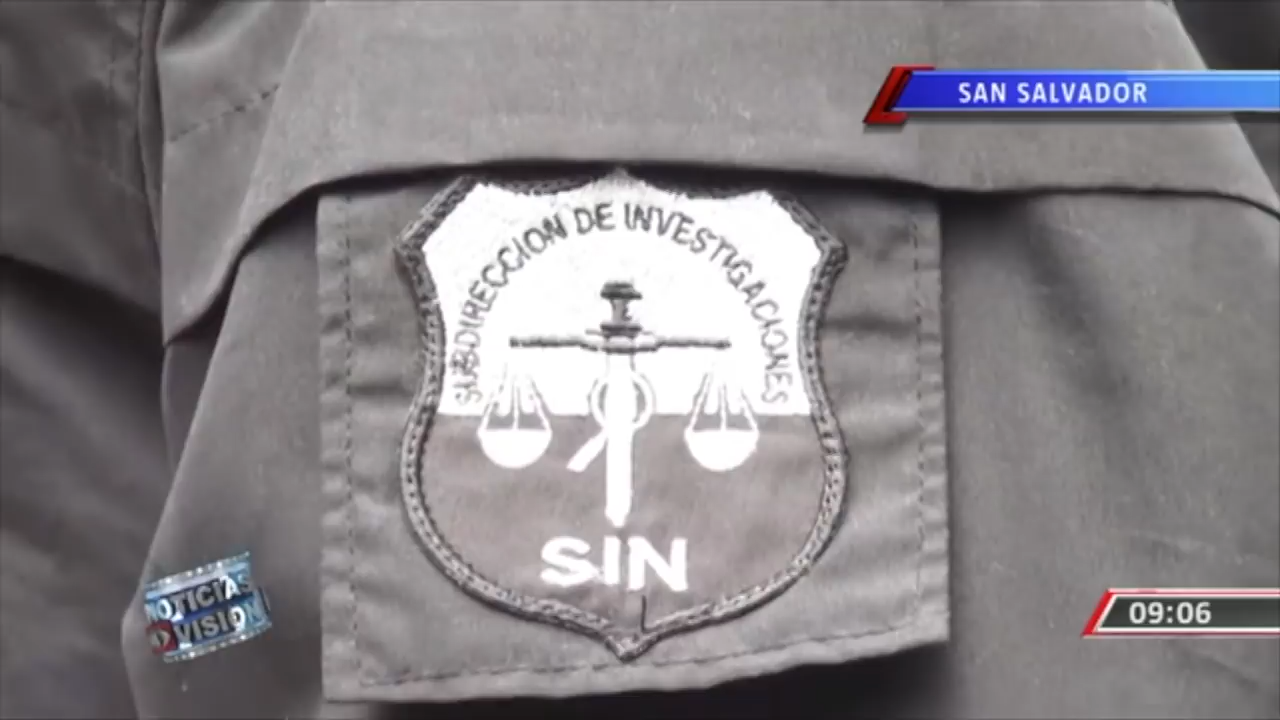 SAN SALVADOR
SUBDIRECCION DE INVESTIGACIONES
SIN
NOTICIAS
VISION
09:06